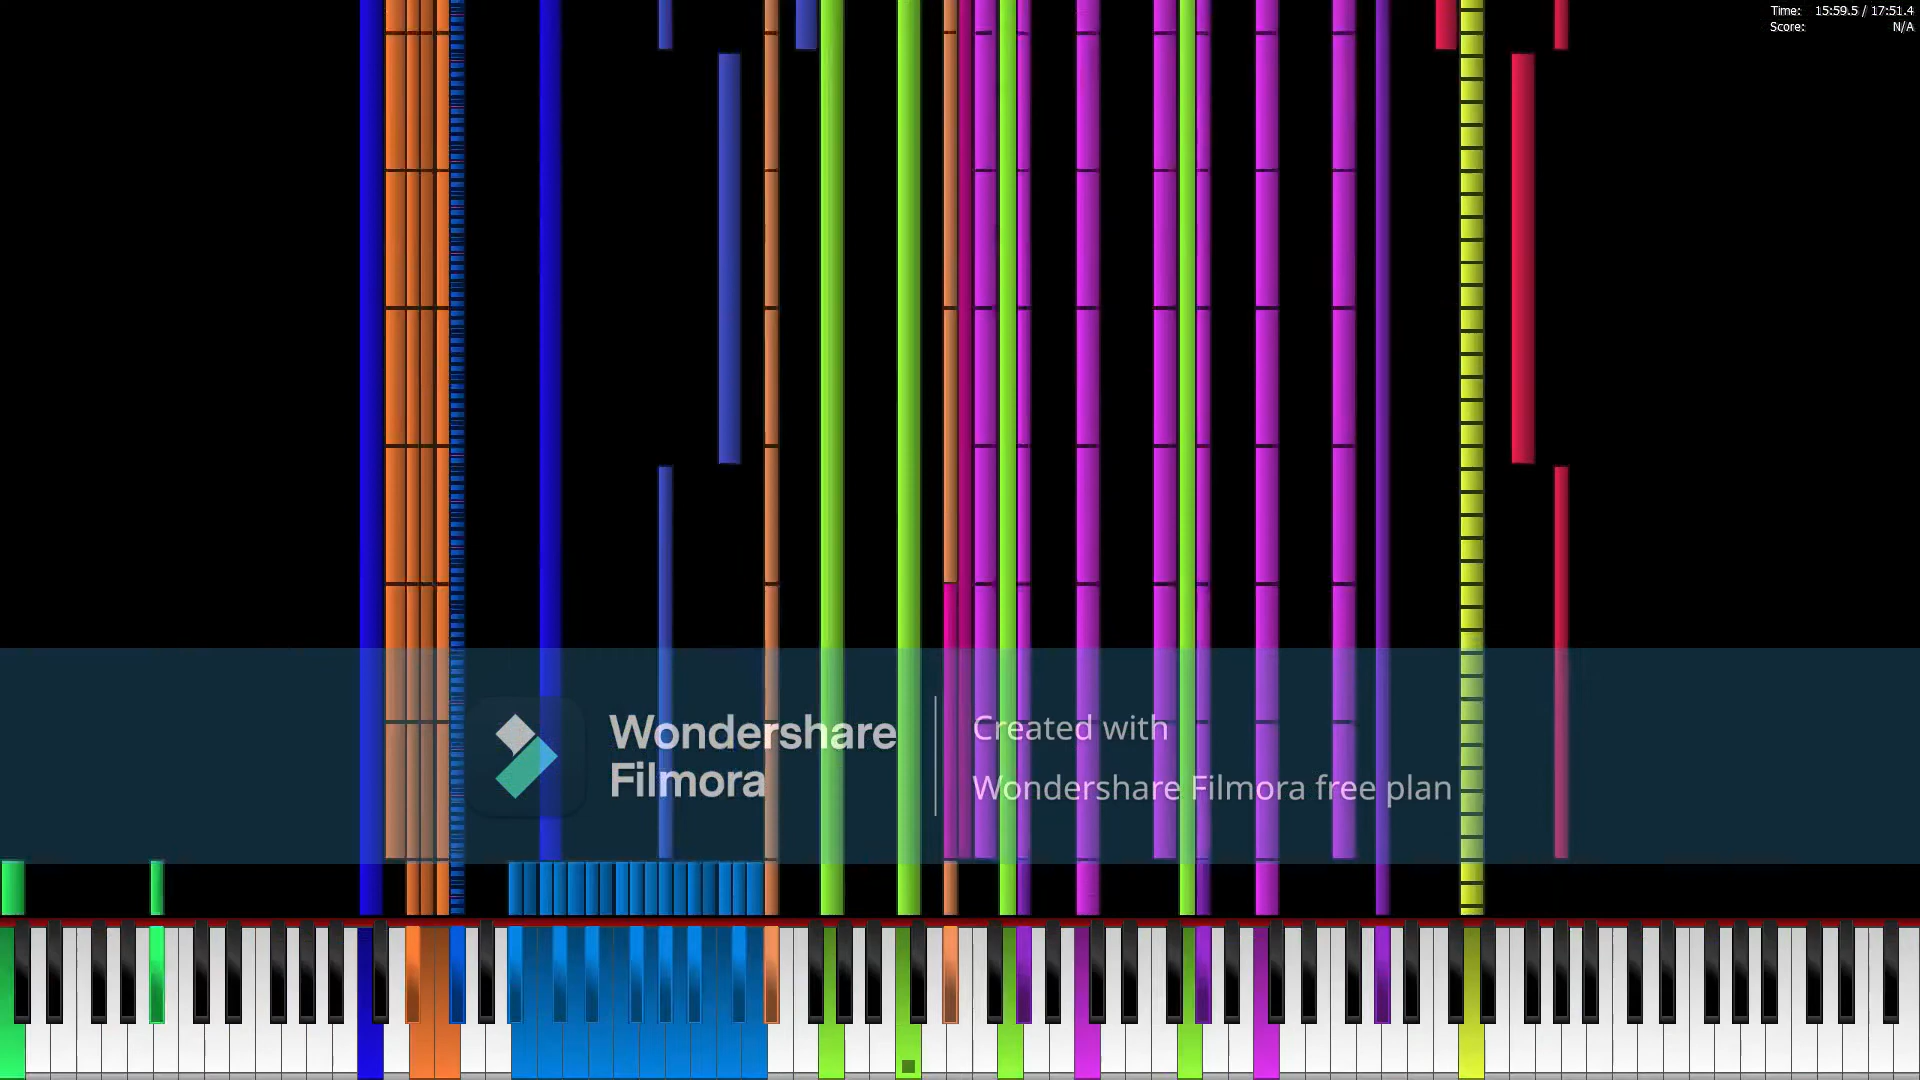 Time: 15:59.5 / 17:51.4
Score: N/A
Wondershare
Filmora
Created with
Wondershare Filmora free plan